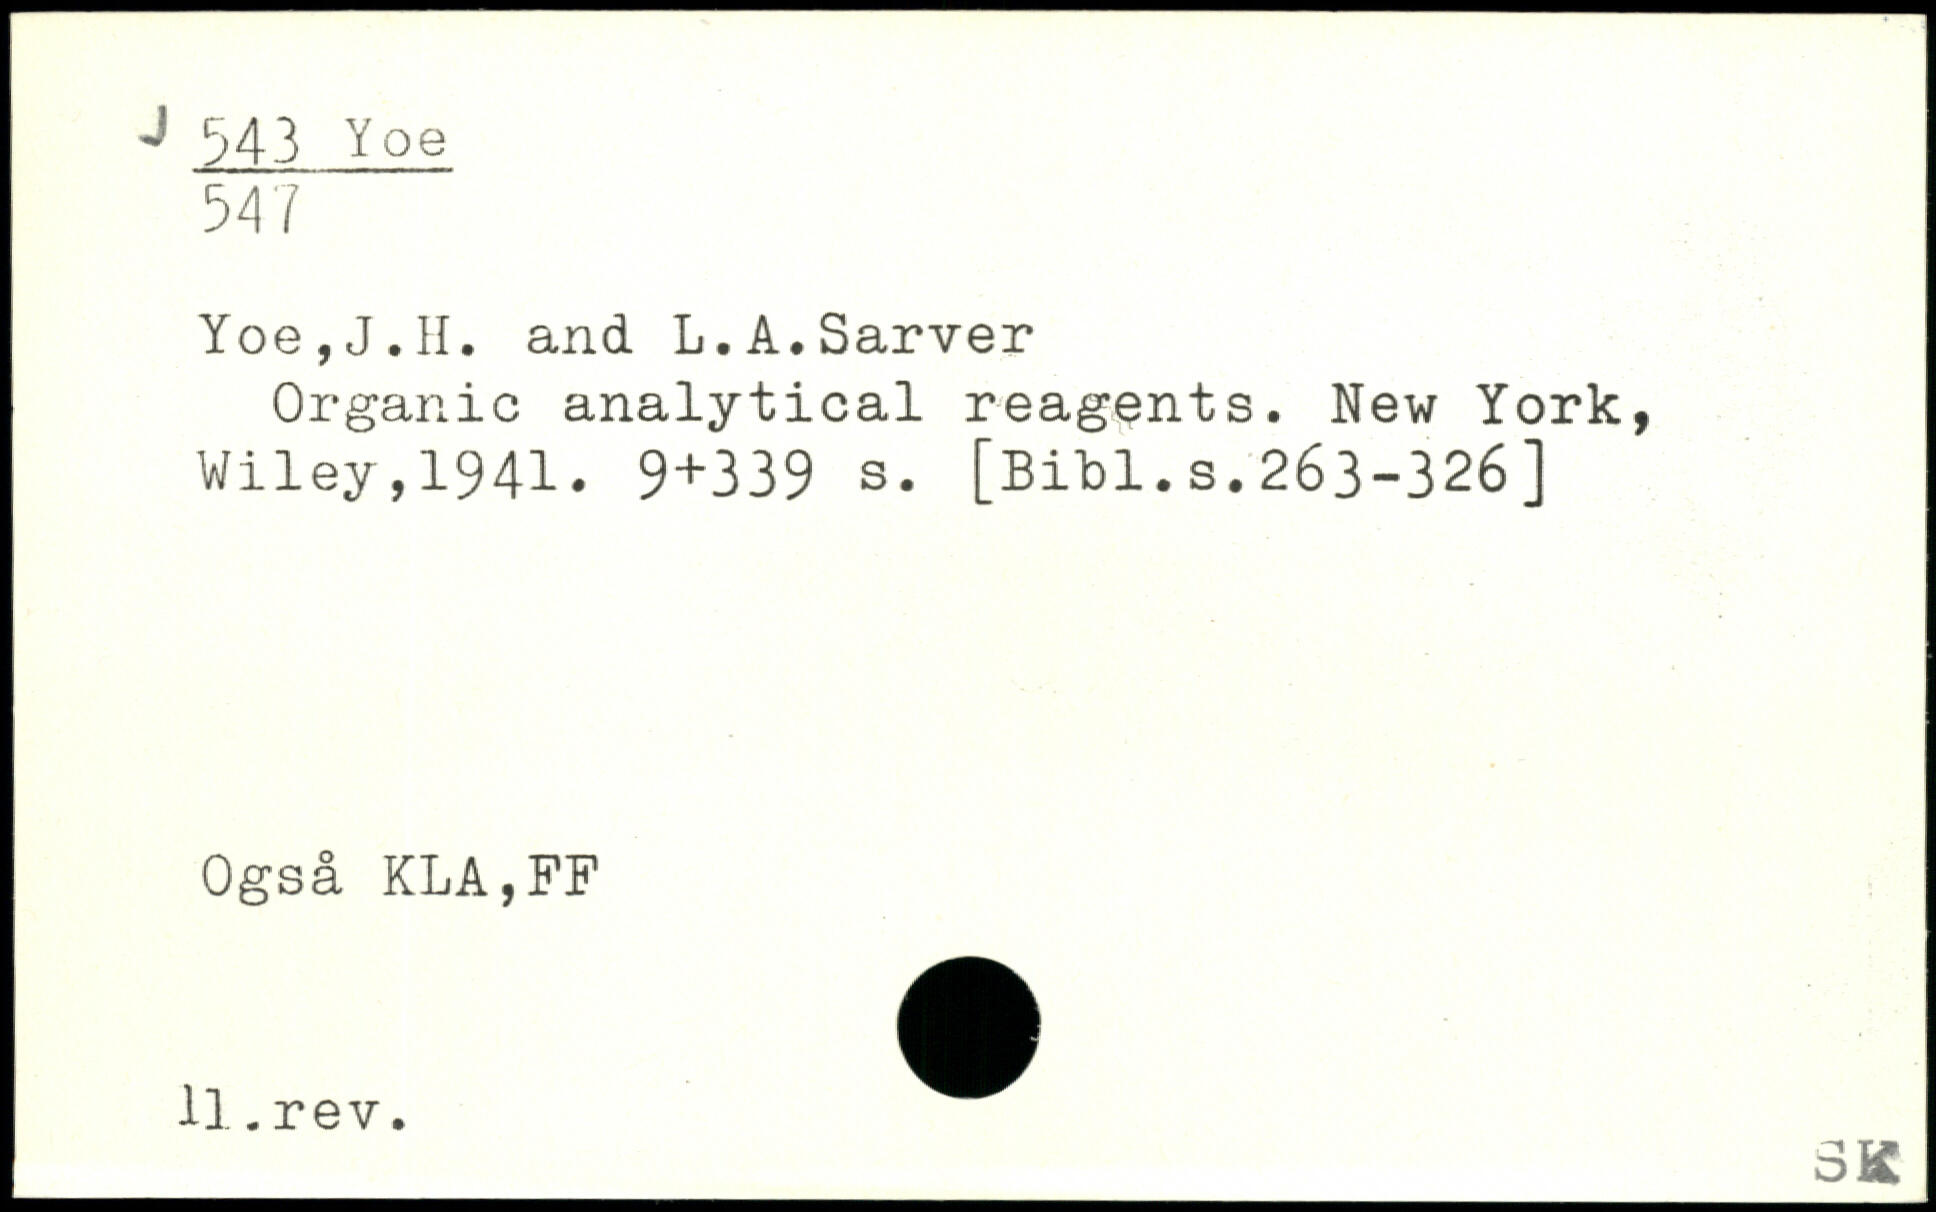 J 543 Yoe
547
Yoe,J.H. and L.A.Sarver
Organic analytical reagents. New York,
Wiley,1941. 9+339 s. [Bibl.s.263-326]
Også KLA,FF
11.rev.
SK